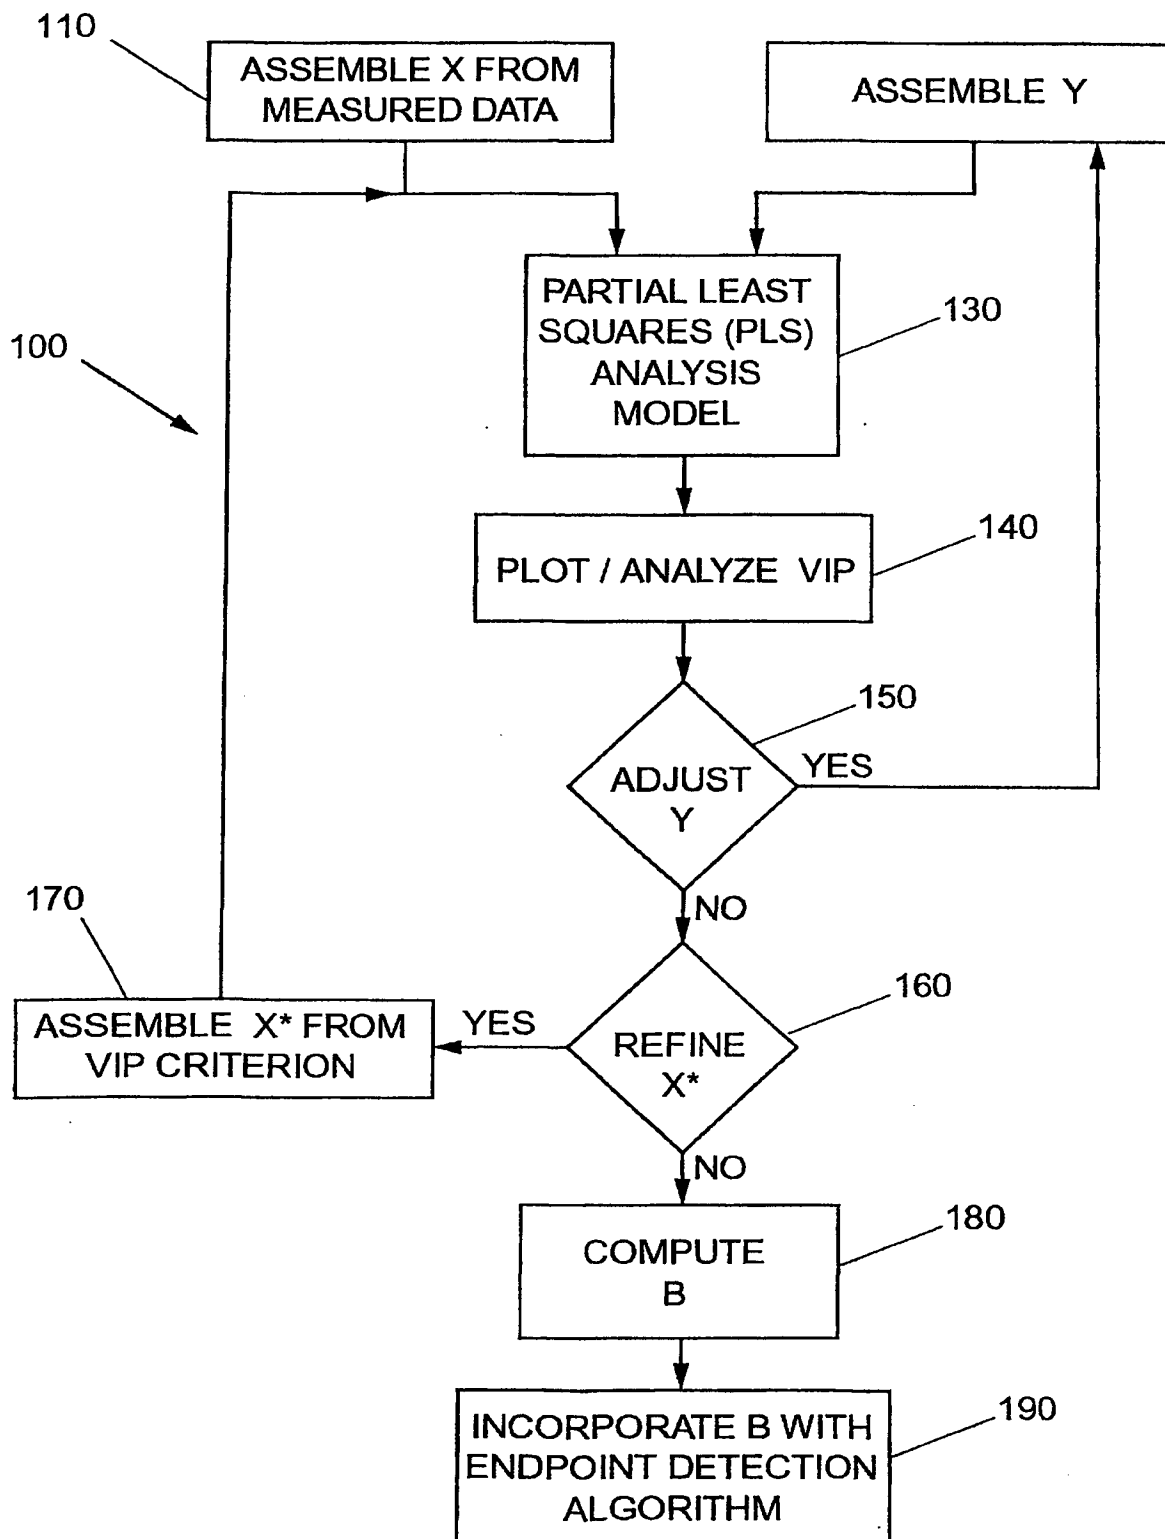 110
ASSEMBLE X FROM
MEASURED DATA
ASSEMBLE Y
100
PARTIAL LEAST
SQUARES (PLS)
ANALYSIS
MODEL
130
PLOT / ANALYZE VIP
140
ADJUST
Y
150
YES
NO
170
ASSEMBLE X* FROM
VIP CRITERION
YES
REFINE
X*
160
NO
COMPUTE
B
180
INCORPORATE B WITH
ENDPOINT DETECTION
ALGORITHM
190